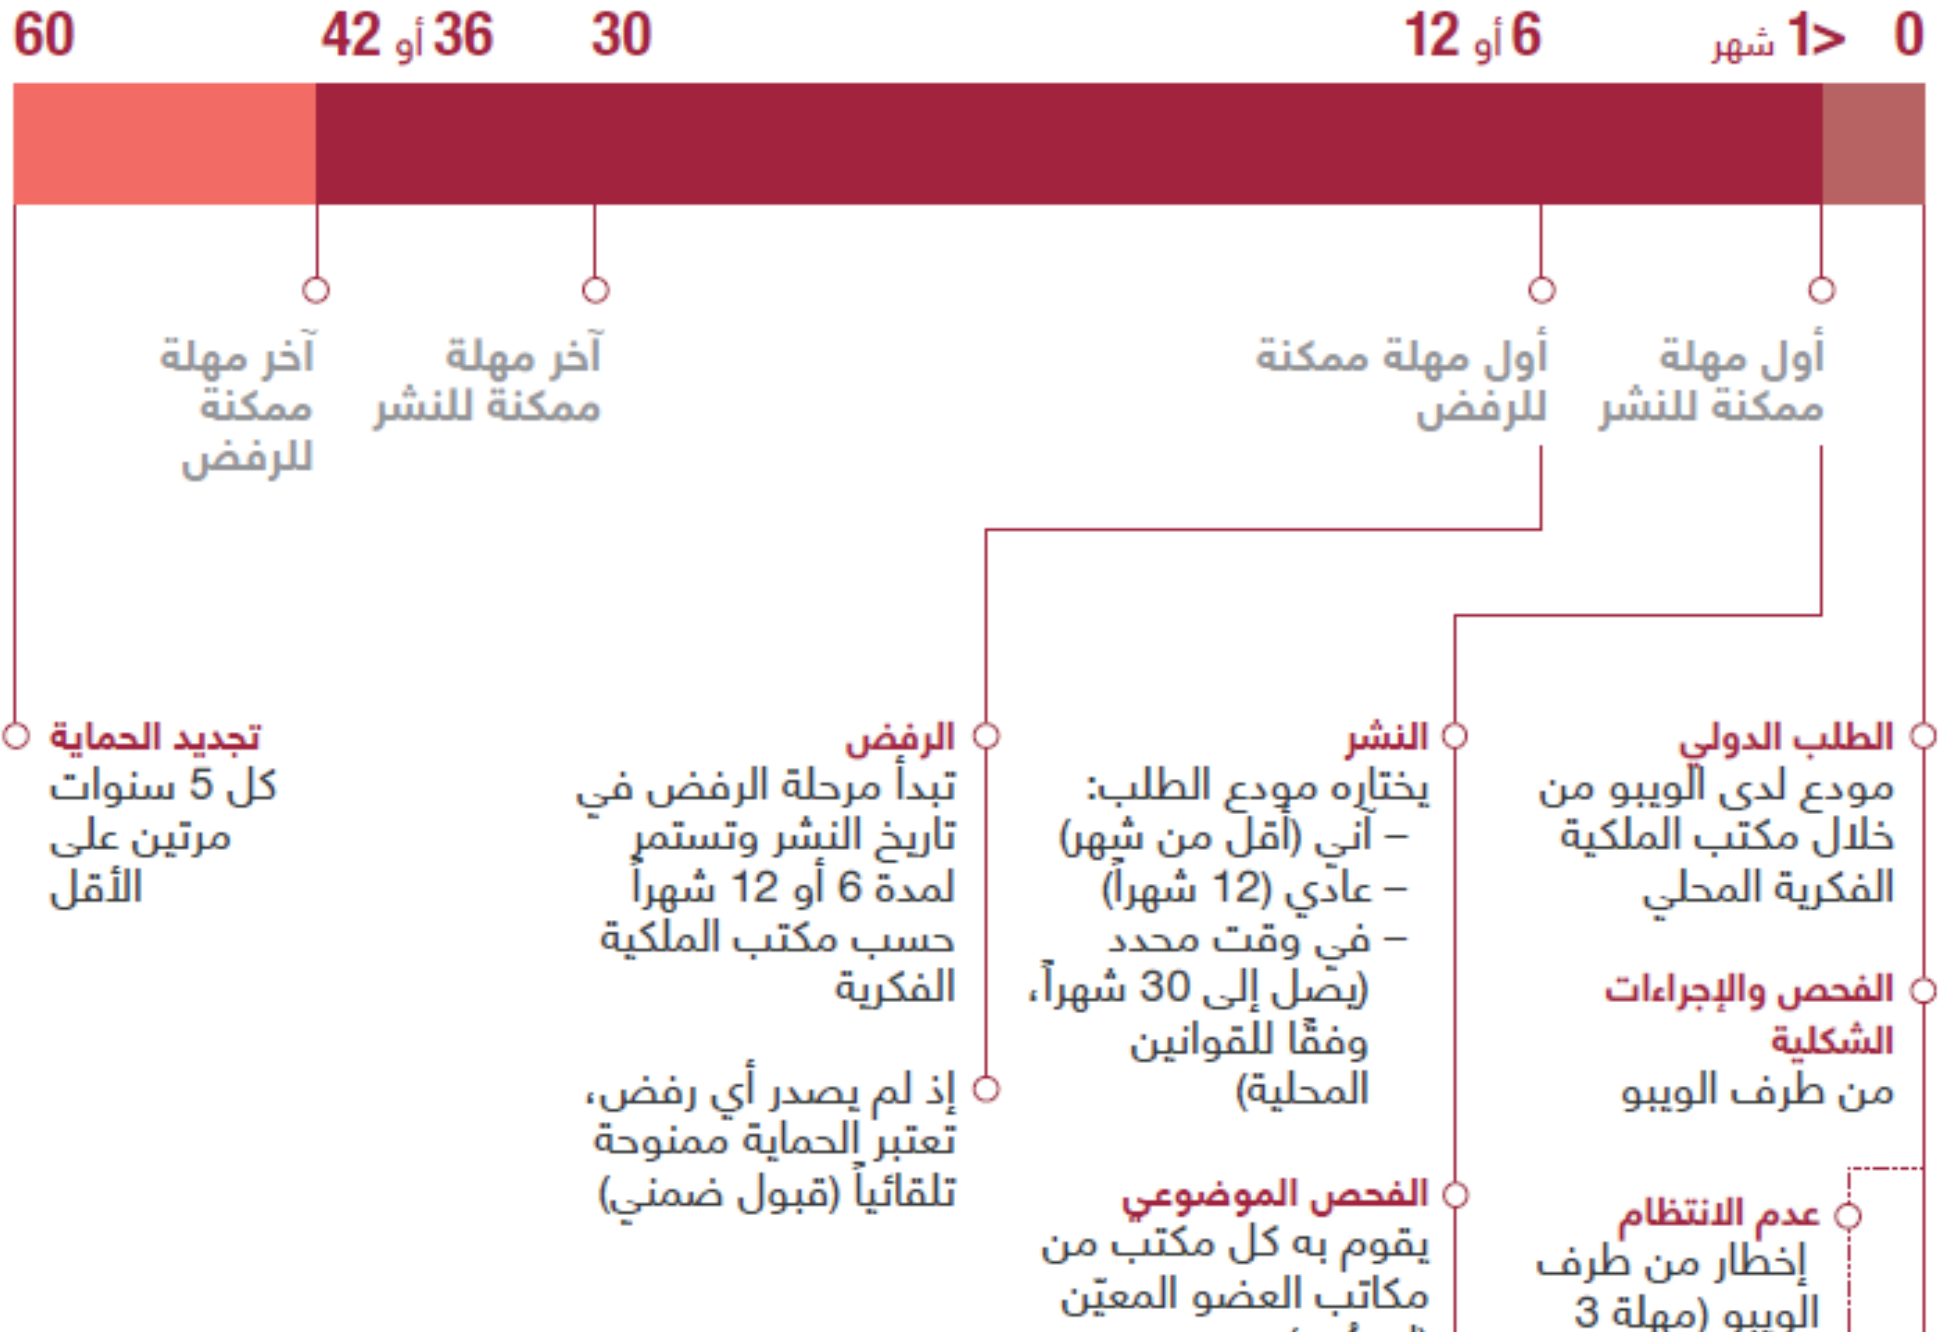 0
<1 شهر
6 أو 12
30
36 أو 42
60
أول مهلة
ممكنة للنشر
أول مهلة ممكنة
للرفض
آخر مهلة
ممكنة للنشر
آخر مهلة
ممكنة
للرفض
الطلب الدولي
مودع لدى الويبو من
خلال مكتب الملكية
الفكرية المحلي
الفحص والإجراءات
الشكلية
من طرف الويبو
عدم الانتظام
إخطار من طرف
الويبو (مهلة 3
النشر
يختاره مودع الطلب:
– آني (أقل من شهر)
– عادي (12 شهراً)
– في وقت محدد
(يصل إلى 30 شهراً،
وفقًا للقوانين
المحلية)
الفحص الموضوعي
يقوم به كل مكتب من
مكاتب العضو المعيّن
الرفض
تبدأ مرحلة الرفض في
تاريخ النشر وتستمر
لمدة 6 أو 12 شهراً
حسب مكتب الملكية
الفكرية
إذ لم يصدر أي رفض،
تعتبر الحماية ممنوحة
تلقائياً (قبول ضمني)
تجديد الحماية
كل 5 سنوات
مرتين على
الأقل